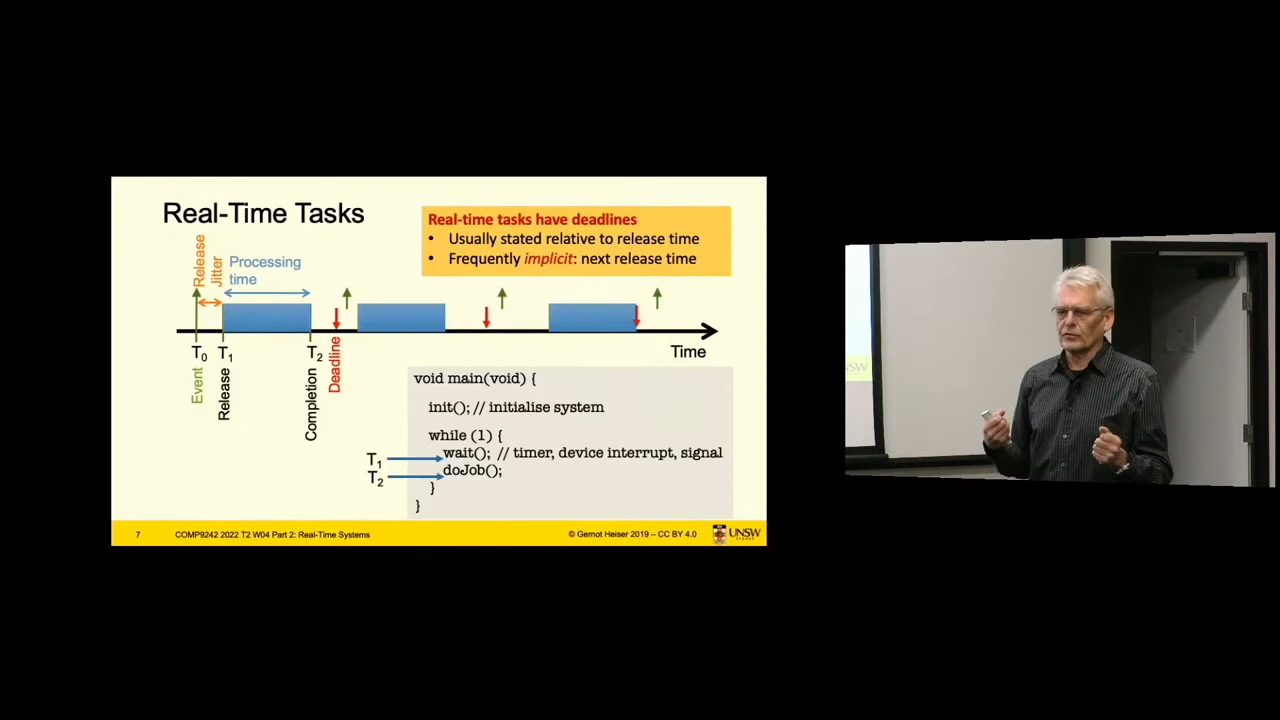 Real-Time Tasks
Real-time tasks have deadlines
• Usually stated relative to release time
• Frequently implicit: next release time
Release
Jitter
Processing
time
T0
T1
T2
Event
Release
Completion
Deadline
Time
void main(void) {
init(); // initialise system
while (1) {
wait(); // timer, device interrupt, signal
doJob();
}
}
T1
T2
7
COMP9242 2022 T2 W04 Part 2: Real-Time Systems
© Gernot Heiser 2019 – CC BY 4.0
UNSW
SYDNEY
UNSW